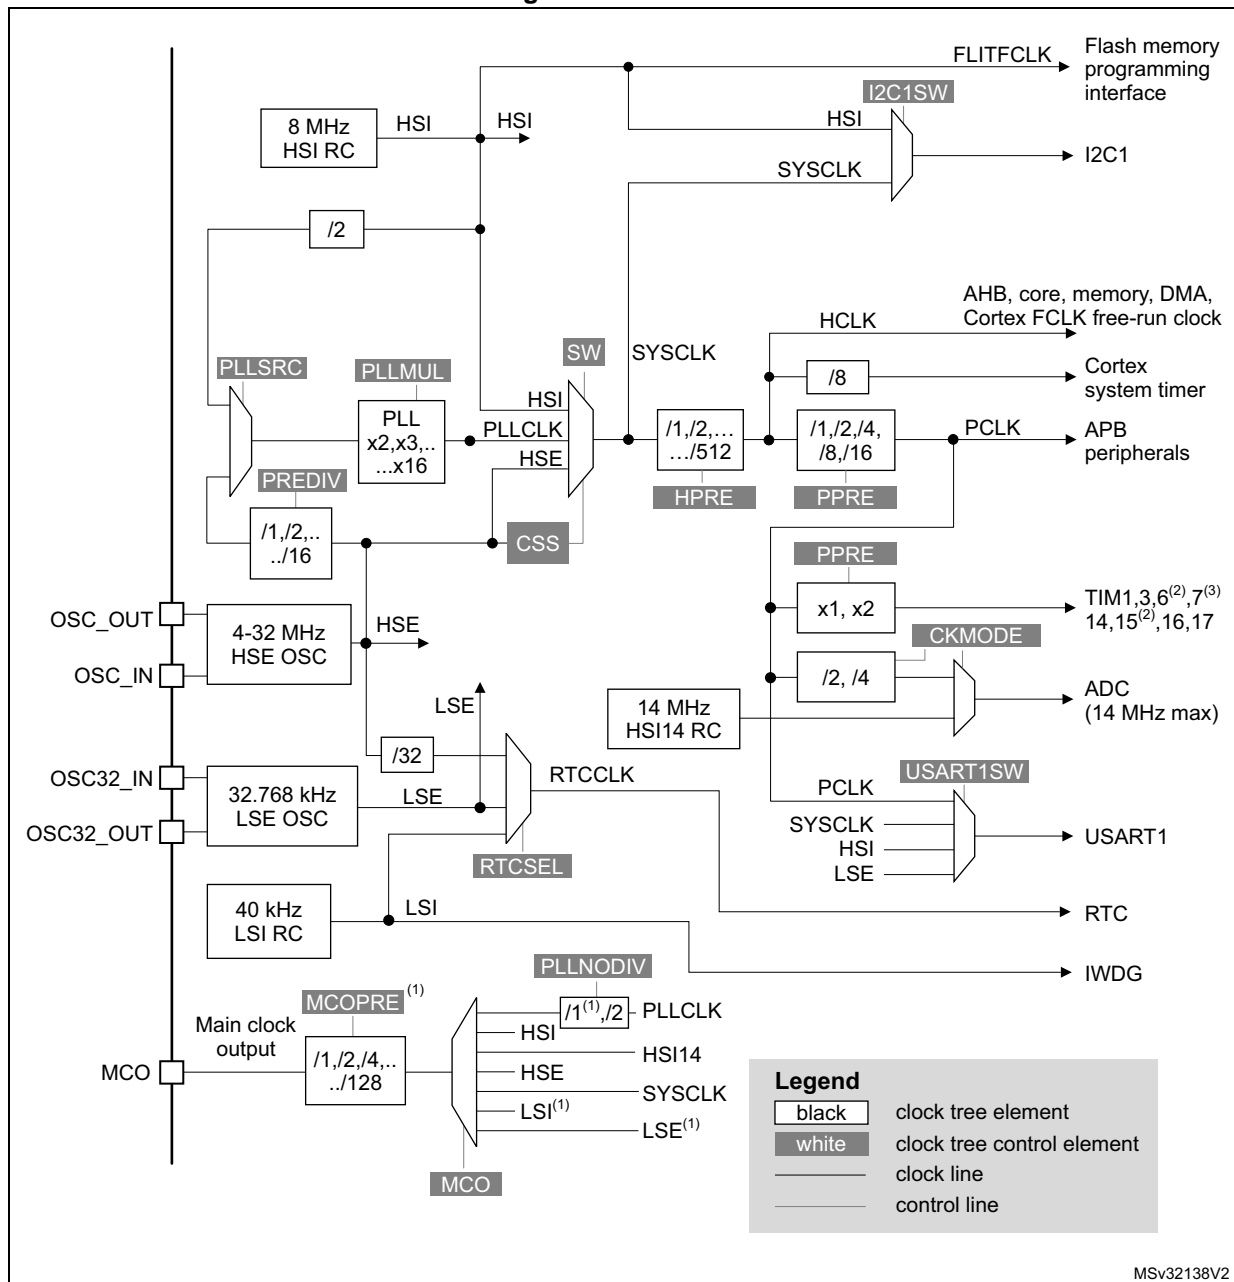 FLITFCLK
Flash memory
programming
interface
I2C1SW
8 MHz
HSI RC
HSI
HSI
HSI
I2C1
SYSCLK
/2
AHB, core, memory, DMA,
Cortex FCLK free-run clock
HCLK
SW
SYSCLK
PLLSRC
PLLMUL
/8
Cortex
system timer
PLL
x2,x3,..
...x16
HSI
PLLCLK
HSE
/1,/2,…
…/512
/1,/2,/4,
/8,/16
PCLK
APB
peripherals
PREDIV
HPRE
PPRE
/1,/2,..
../16
CSS
PPRE
OSC_OUT
OSC_IN
4-32 MHz
HSE OSC
HSE
x1, x2
TIM1,3,6(2),7(3)
14,15(2),16,17
CKMODE
/2, /4
LSE
14 MHz
HSI14 RC
ADC
(14 MHz max)
/32
OSC32_IN
OSC32_OUT
32.768 kHz
LSE OSC
LSE
RTCCLK
RTCSEL
USART1SW
PCLK
SYSCLK
HSI
LSE
USART1
40 kHz
LSI RC
LSI
RTC
IWDG
PLLNODIV
MCOPRE (1)
/1(1),/2
PLLCLK
Main clock
output
HSI
HSI14
MCO
/1,/2,/4,..
../128
HSE
SYSCLK
LSI(1)
LSE(1)
MCO
Legend
black clock tree element
white clock tree control element
clock line
control line
MSv32138V2